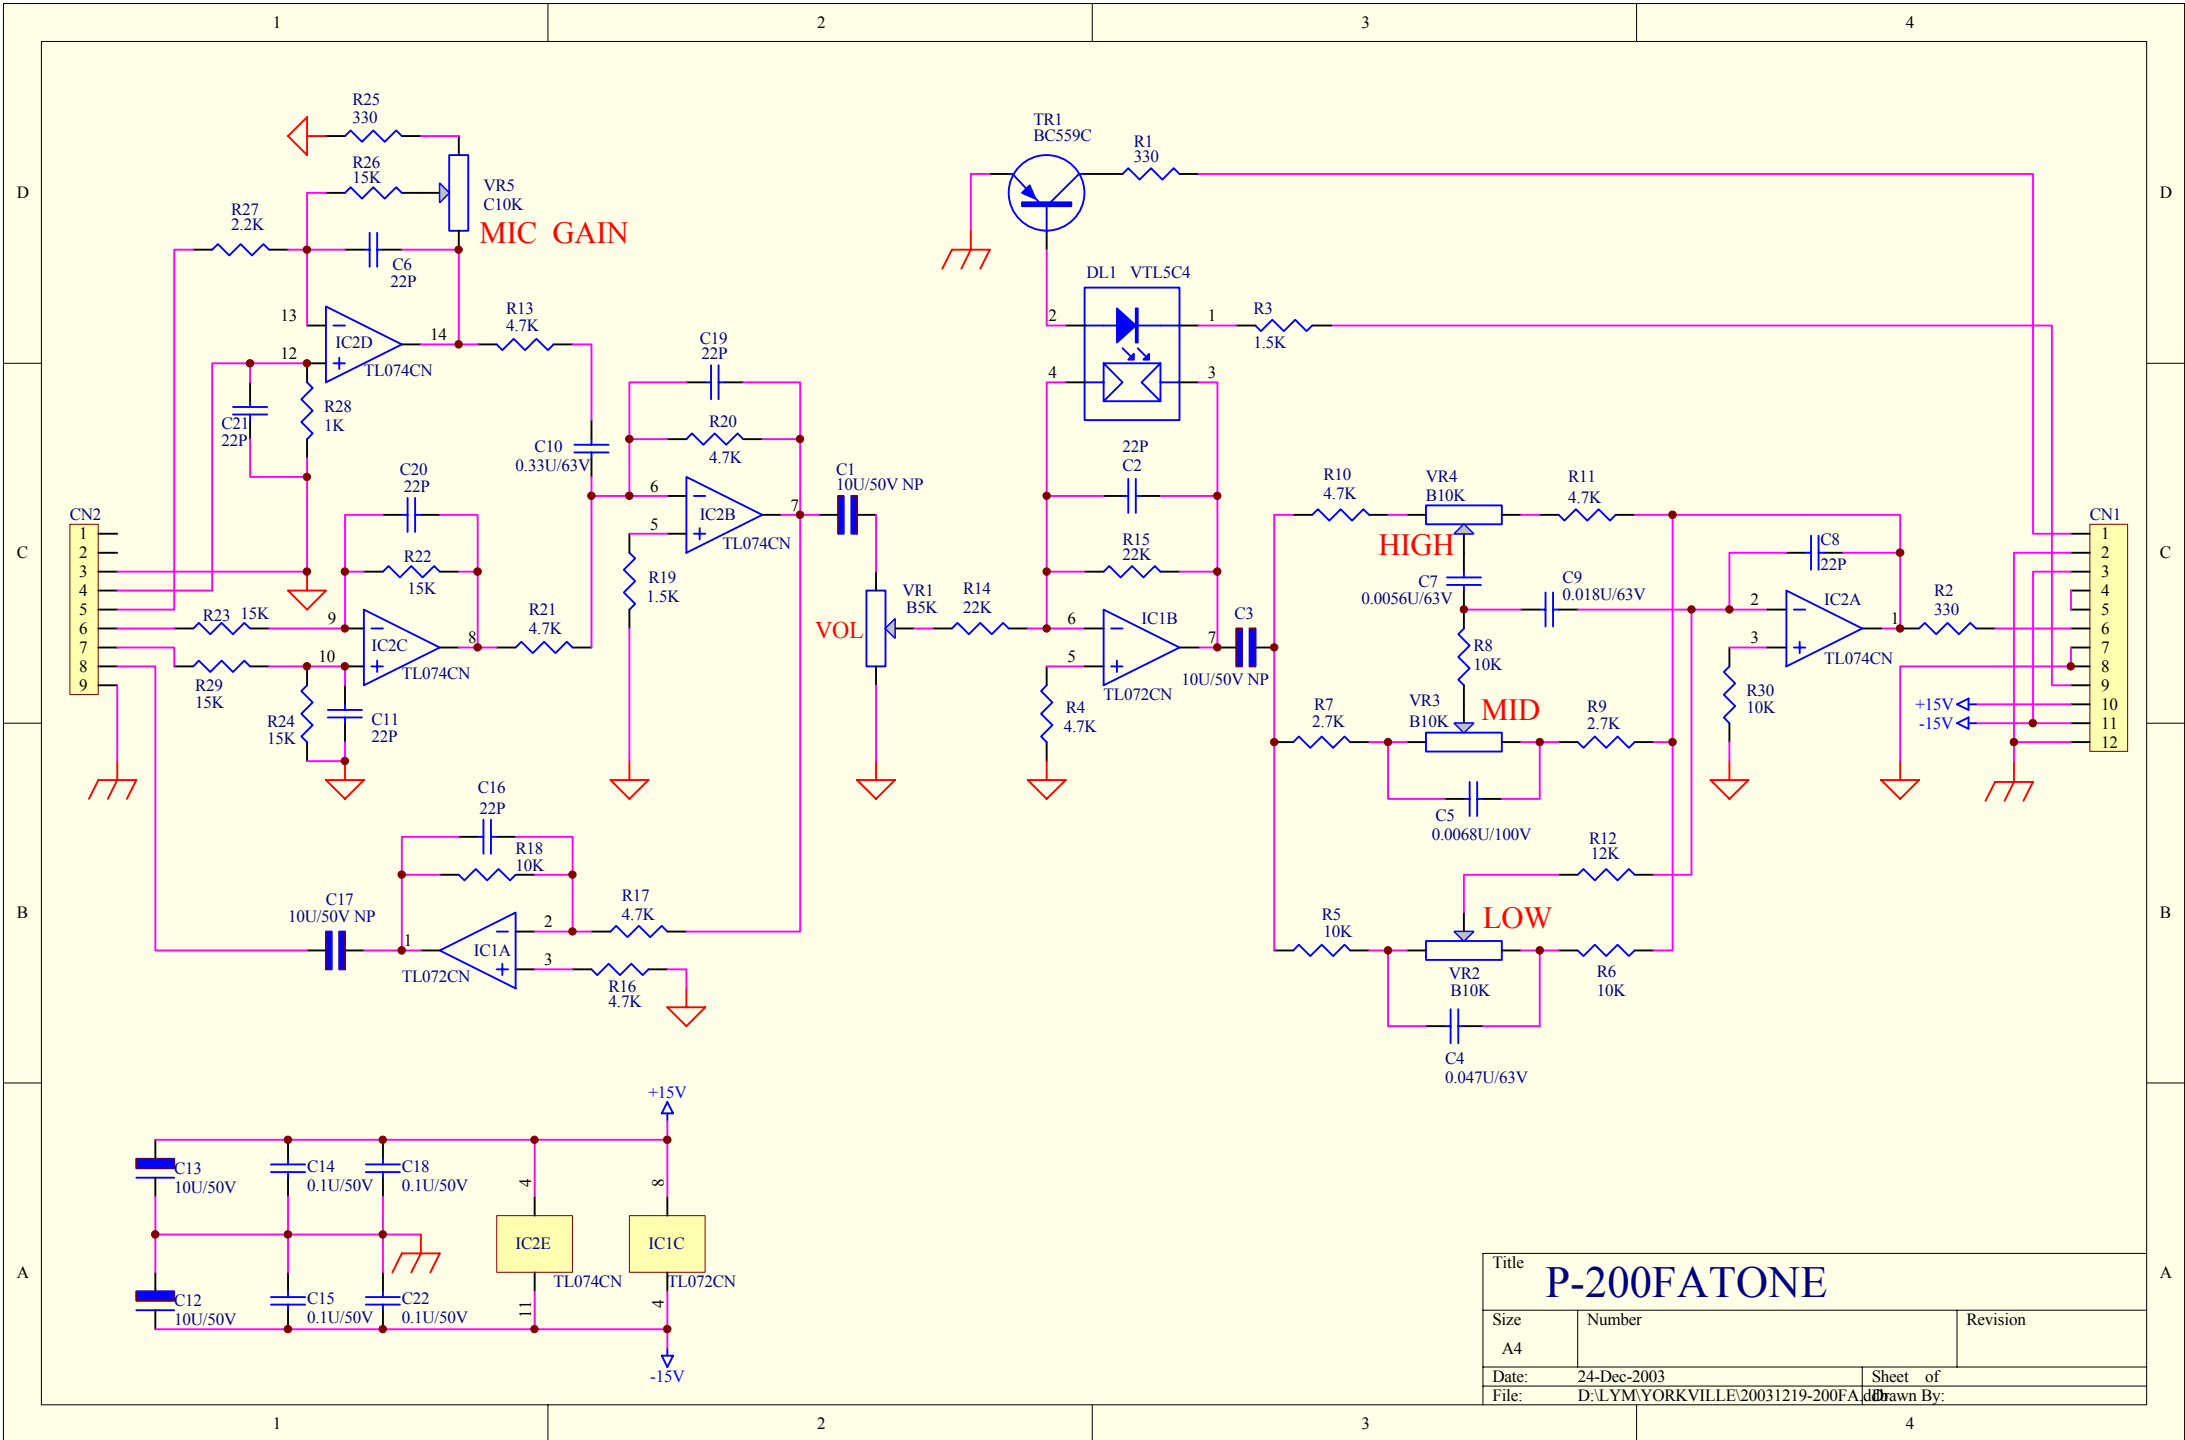 1 2 3 4
D D
C C
B B
A A
R25
330
R26
15K
VR5
C10K
MIC GAIN
R27
2.2K
C6
22P
13
12
14
IC2D
TL074CN
R13
4.7K
C21
22P
R28
1K
C10
0.33U/63V
C19
22P
R20
4.7K
6
5
7
IC2B
TL074CN
R19
1.5K
C1
10U/50V NP
C20
22P
R22
15K
CN2
1
2
3
4
5
6
7
8
9
R23 15K
R29
15K
9
10
8
IC2C
TL074CN
R21
4.7K
R24
15K
C11
22P
VR1
B5K
VOL
R14
22K
TR1
BC559C
R1
330
DL1 VTL5C4
2
1
4
3
R3
1.5K
22P
C2
R15
22K
6
5
7
IC1B
TL072CN
R4
4.7K
C3
10U/50V NP
R10
4.7K
VR4
B10K
R11
4.7K
HIGH
C7
0.0056U/63V
C9
0.018U/63V
R8
10K
C8
22P
2
3
1
IC2A
TL074CN
R2
330
R30
10K
R7
2.7K
VR3
B10K
MID
R9
2.7K
C5
0.0068U/100V
R12
12K
R5
10K
LOW
VR2
B10K
R6
10K
C4
0.047U/63V
CN1
1
2
3
4
5
6
7
8
9
10
11
12
+15V
-15V
C16
22P
R18
10K
C17
10U/50V NP
1
2
3
IC1A
TL072CN
R17
4.7K
R16
4.7K
+15V
C13
10U/50V
C14
0.1U/50V
C18
0.1U/50V
4
8
IC2E
TL074CN
11
IC1C
TL072CN
4
C12
10U/50V
C15
0.1U/50V
C22
0.1U/50V
-15V
Title
P-200FATONE
Size
A4
Number
Revision
Date: 24-Dec-2003 Sheet of
File: D:\LYM\YORKVILLE\20031219-200FA.ddb Drawn By:
1 2 3 4